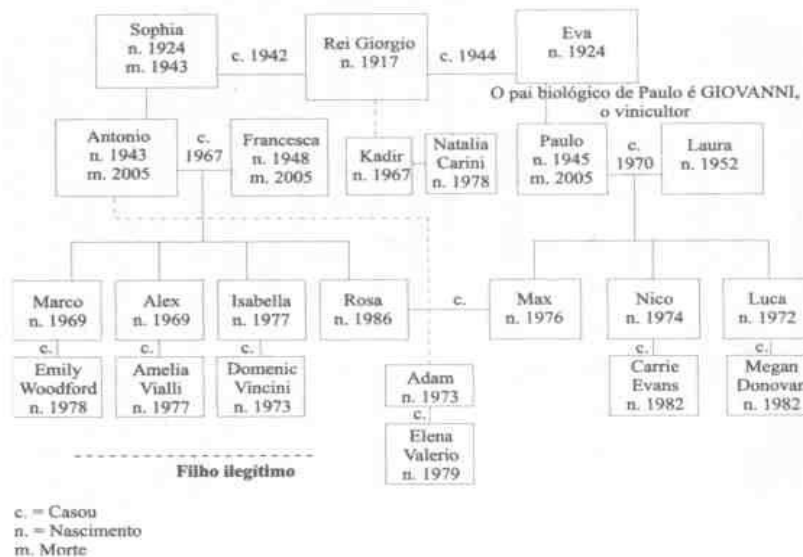 Sophia
n. 1924
m. 1943
c. 1942
Rei Giorgio
n. 1917
c. 1944
Eva
n. 1924
O pai biológico de Paulo é GIOVANNI,
o vinicultor
Antonio
n. 1943
m. 2005
c.
1967
Francesca
n. 1948
m. 2005
Kadir
n. 1967
Natalia
Carini
n. 1978
Paulo
n. 1945
m. 2005
c.
1970
Laura
n. 1952
Marco
n. 1969
Alex
n. 1969
Isabella
n. 1977
Rosa
n. 1986
c.
Max
n. 1976
Nico
n. 1974
Luca
n. 1972
c.
Emily
Woodford
n. 1978
c.
Amelia
Vialli
n. 1977
c.
Domenic
Vincini
n. 1973
Adam
n. 1973
c.
Elena
Valerio
n. 1979
c.
Carrie
Evans
n. 1982
c.
Megan
Donovan
n. 1982
Filho ilegítimo
c. = Casou
n. = Nascimento
m. Morte